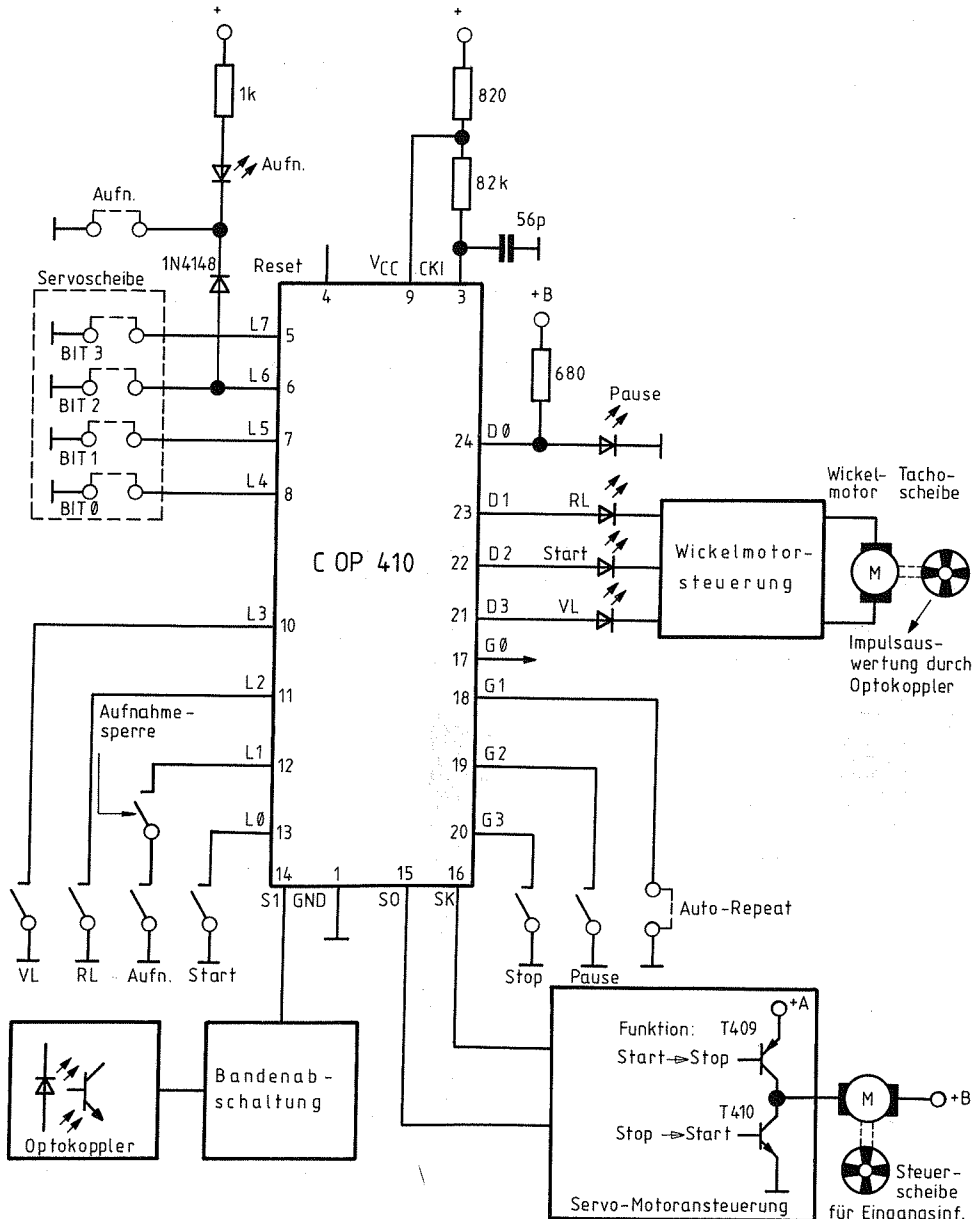 +
1k
Aufn.
Aufn.
1N4148
Servoscheibe
BIT 3
BIT 2
BIT 1
BIT 0
+
820
82k
56p
Reset
VCC
CKI
4
9
3
L7
5
L6
6
L5
7
L4
8
L3
10
L2
11
Aufnahme-
sperre
L1
12
L0
13
COP 410
+B
680
Pause
24
D0
23
D1
RL
22
D2
Start
21
D3
VL
17
G0
18
G1
19
G2
20
G3
Wickelmotor-
steuerung
Wickel-
motor
Tacho-
scheibe
M
Impulsaus-
wertung durch
Optokoppler
14
1
15
16
S1
GND
SO
SK
VL
RL
Aufn.
Start
Stop
Pause
Auto-Repeat
Optokoppler
Bandenab-
schaltung
Funktion:
T409
+A
Start→Stop
T410
Stop→Start
Servo-Motoransteuerung
M
+B
Steuer-
scheibe
für Eingangsinf.